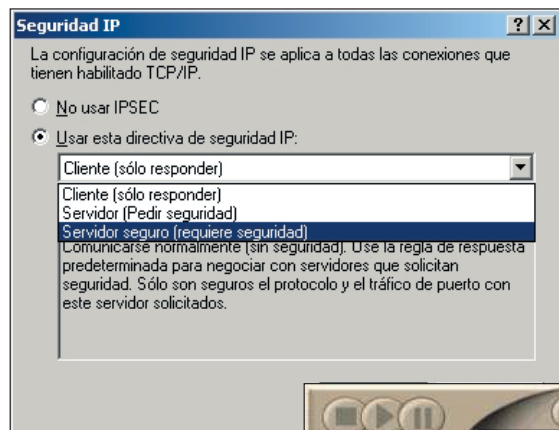 Seguridad IP
La configuración de seguridad IP se aplica a todas las conexiones que
tienen habilitado TCP/IP.
No usar IPSEC
Usar esta directiva de seguridad IP:
Cliente (sólo responder)
Cliente (sólo responder)
Servidor (Pedir seguridad)
Servidor seguro (requiere seguridad)
Comunicarse normalmente (sin seguridad). Use la regla de respuesta
predeterminada para negociar con servidores que solicitan
seguridad. Sólo son seguros el protocolo y el tráfico de puerto con
este servidor solicitados.